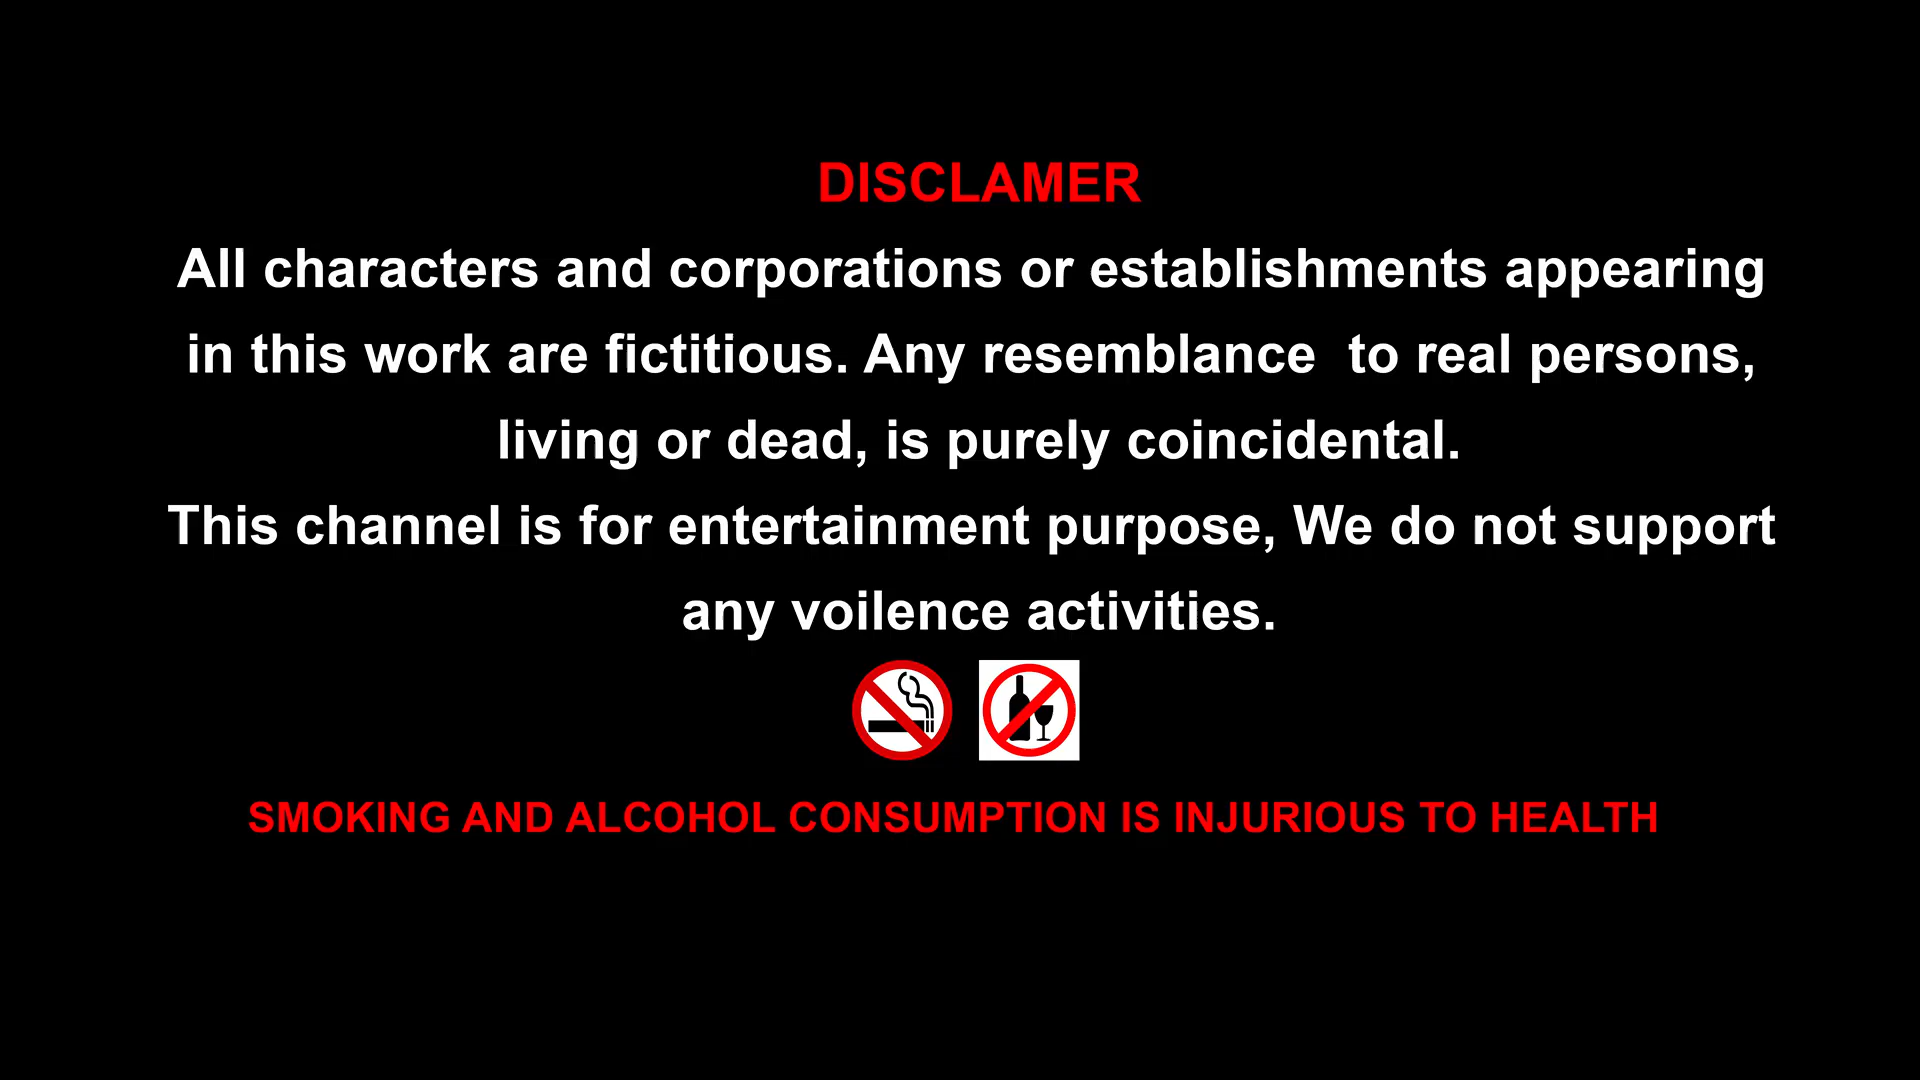 DISCLAMER
All characters and corporations or establishments appearing
in this work are fictitious. Any resemblance  to real persons,
living or dead, is purely coincidental.
This channel is for entertainment purpose, We do not support
any voilence activities.
SMOKING AND ALCOHOL CONSUMPTION IS INJURIOUS TO HEALTH